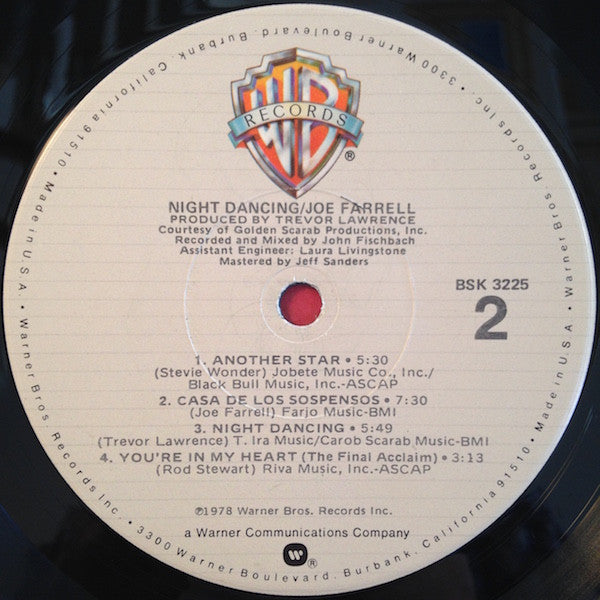 WB
RECORDS
®
NIGHT DANCING/JOE FARRELL
PRODUCED BY TREVOR LAWRENCE
Courtesy of Golden Scarab Productions, Inc.
Recorded and Mixed by John Fischbach
Assistant Engineer: Laura Livingstone
Mastered by Jeff Sanders
BSK 3225
2
1. ANOTHER STAR • 5:30
(Stevie Wonder) Jobete Music Co., Inc./
Black Bull Music, Inc.-ASCAP
2. CASA DE LOS SOSPENSOS • 7:30
(Joe Farrell) Farjo Music-BMI
3. NIGHT DANCING • 5:49
(Trevor Lawrence) T. Ira Music/Carob Scarab Music-BMI
4. YOU'RE IN MY HEART (The Final Acclaim) • 3:13
(Rod Stewart) Riva Music, Inc.-ASCAP
℗1978 Warner Bros. Records Inc.
a Warner Communications Company
W
®
Warner Bros. Records Inc. • 3300 Warner Boulevard, Burbank, California 91510 • Made in U.S.A. • Warner Bros. Records Inc. • 3300 Warner Boulevard, Burbank, California 91510 • Made in U.S.A. •